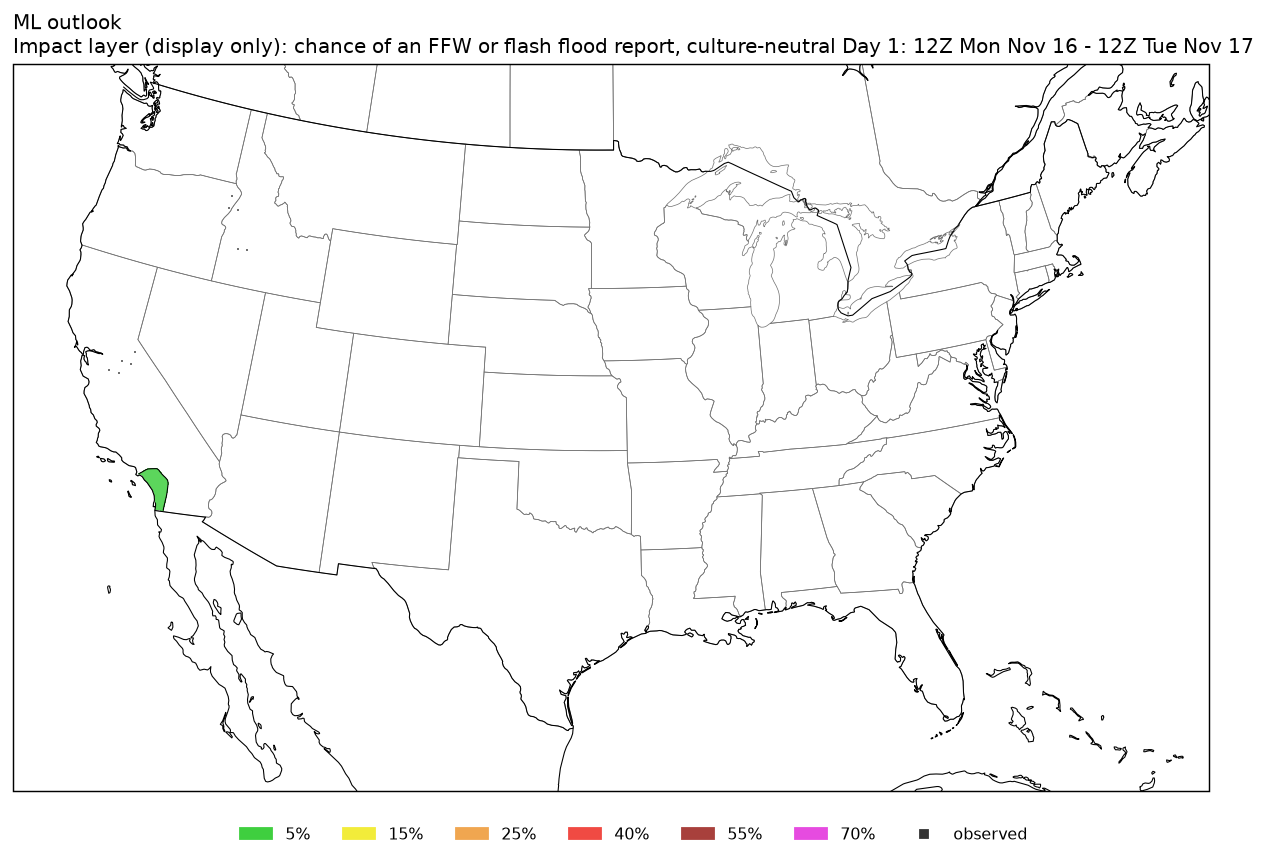 ML outlook
Impact layer (display only): chance of an FFW or flash flood report, culture-neutral Day 1: 12Z Mon Nov 16 - 12Z Tue Nov 17
5% 15% 25% 40% 55% 70% observed